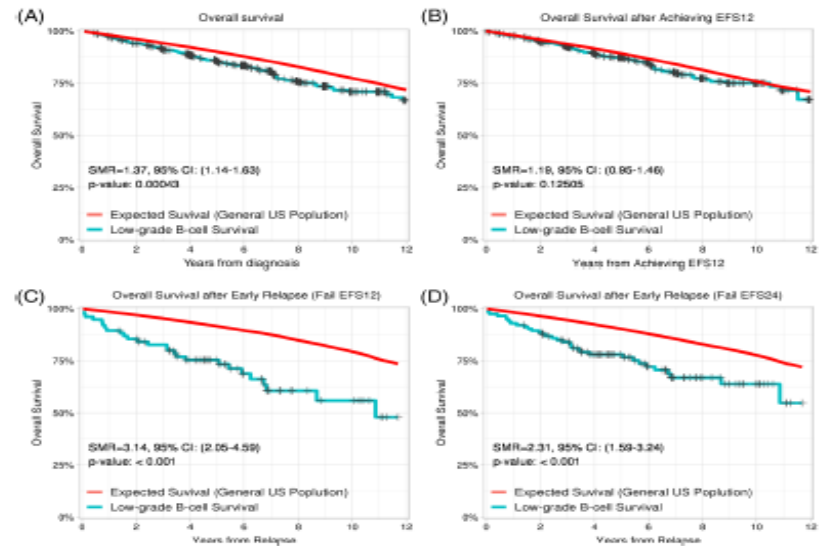 (A) Overall survival
100%
75%
50%
25%
0%
Overall Survival
SMR=1.37, 95% CI: (1.14-1.63)
p-value: 0.00043
Expected Suvival (General US Poplution)
Low-grade B-cell Survival
0 2 4 6 8 10 12
Years from diagnosis
(B) Overall Survival after Achieving EFS12
100%
75%
50%
25%
0%
Overall Survival
SMR=1.19, 95% CI: (0.95-1.46)
p-value: 0.12505
Expected Suvival (General US Poplution)
Low-grade B-cell Survival
0 2 4 6 8 10 12
Years from Achieving EFS12
(C) Overall Survival after Early Relapse (Fail EFS12)
100%
75%
50%
25%
0%
Overall Survival
SMR=3.14, 95% CI: (2.05-4.59)
p-value: < 0.001
Expected Suvival (General US Poplution)
Low-grade B-cell Survival
0 2 4 6 8 10 12
Years from Relapse
(D) Overall Survival after Early Relapse (Fail EFS24)
100%
75%
50%
25%
0%
Overall Survival
SMR=2.31, 95% CI: (1.59-3.24)
p-value: < 0.001
Expected Suvival (General US Poplution)
Low-grade B-cell Survival
0 2 4 6 8 10 12
Years from Relapse